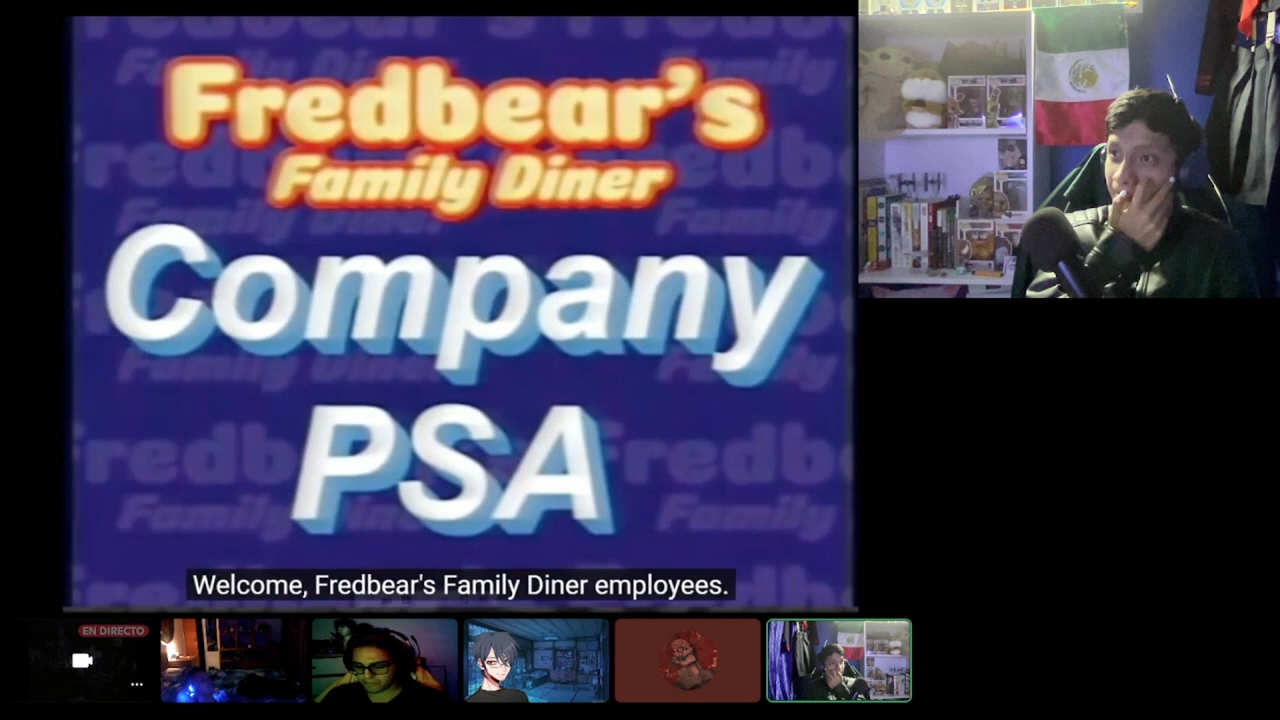 Fredbear's
Family Diner
Company
PSA
Welcome, Fredbear's Family Diner employees.
EN DIRECTO